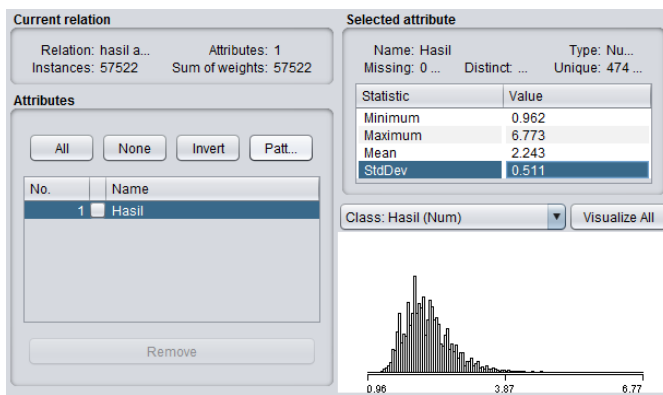 Current relation
Relation: hasil a...
Attributes: 1
Instances: 57522
Sum of weights: 57522
Attributes
All
None
Invert
Patt...
No.
Name
1
Hasil
Remove
Selected attribute
Name: Hasil
Type: Nu...
Missing: 0 ...
Distinct: ...
Unique: 474 ...
Statistic
Value
Minimum
0.962
Maximum
6.773
Mean
2.243
StdDev
0.511
Class: Hasil (Num)
Visualize All
0.96
3.87
6.77